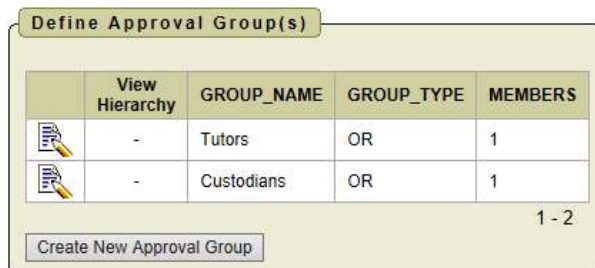 Define Approval Group(s)
View Hierarchy GROUP_NAME GROUP_TYPE MEMBERS
- Tutors OR 1
- Custodians OR 1
1 - 2
Create New Approval Group